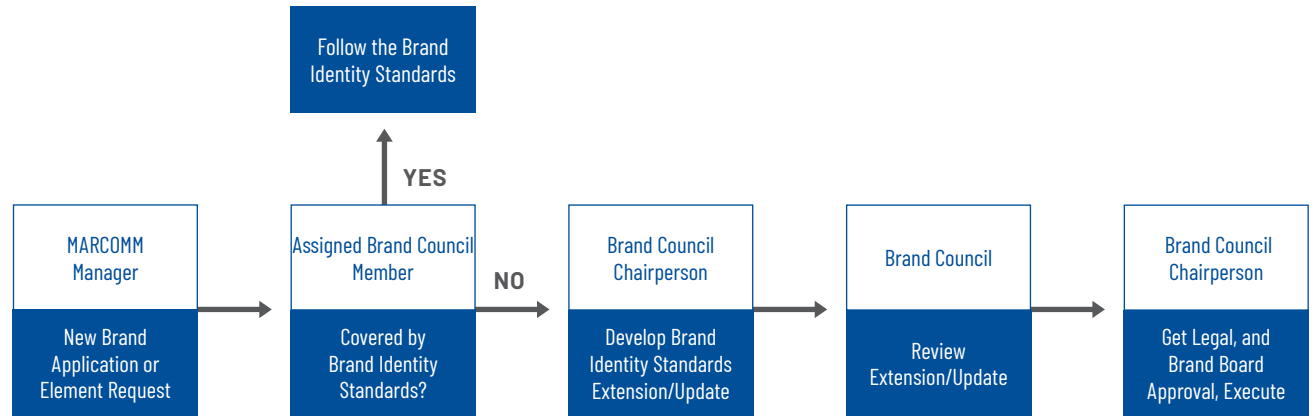 Follow the Brand
Identity Standards
YES
MARCOMM
Manager
New Brand
Application or
Element Request
Assigned Brand Council
Member
Covered by
Brand Identity
Standards?
NO
Brand Council
Chairperson
Develop Brand
Identity Standards
Extension/Update
Brand Council
Review
Extension/Update
Brand Council
Chairperson
Get Legal, and
Brand Board
Approval, Execute